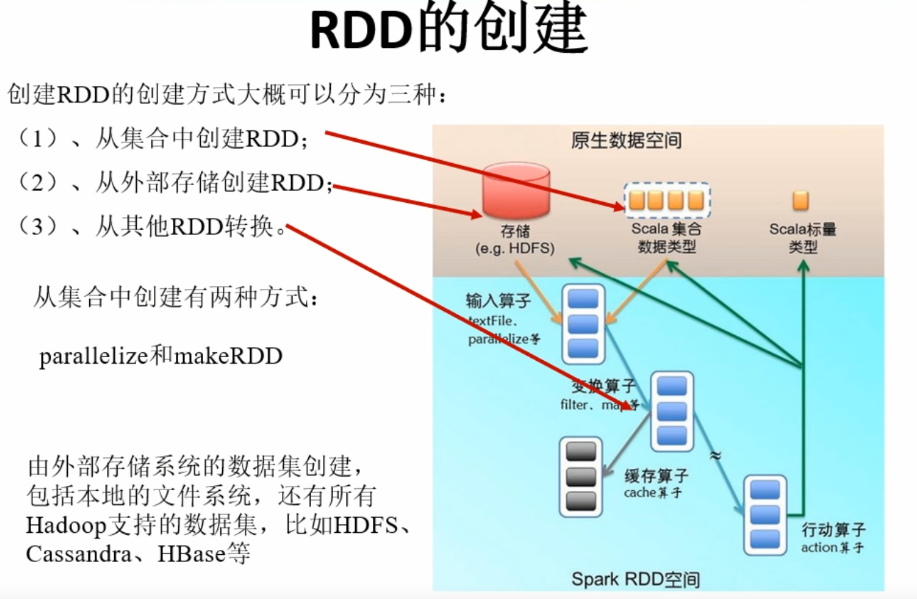 RDD的创建
创建RDD的创建方式大概可以分为三种：
（1）、从集合中创建RDD；
（2）、从外部存储创建RDD；
（3）、从其他RDD转换。
从集合中创建有两种方式：
parallelize和makeRDD
由外部存储系统的数据集创建，
包括本地的文件系统，还有所有
Hadoop支持的数据集，比如HDFS、
Cassandra、HBase等
原生数据空间
存储
(e.g. HDFS)
Scala 集合
数据类型
Scala标量
类型
输入算子
textFile、
parallelize等
变换算子
filter、map等
缓存算子
cache算子
≈
行动算子
action算子
Spark RDD空间